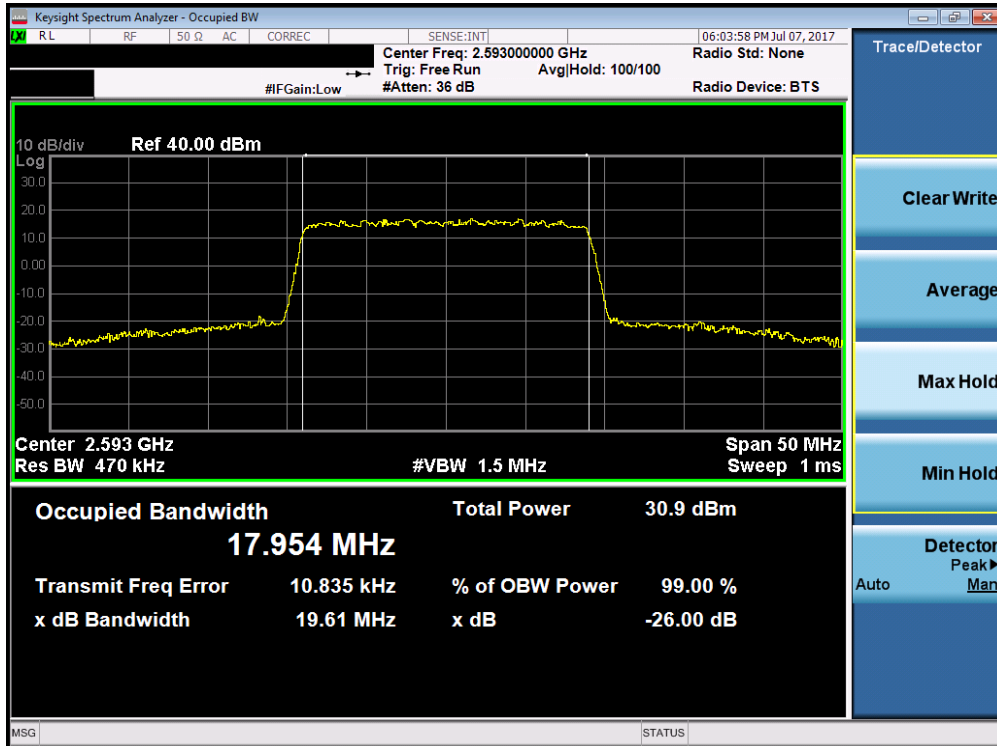 Keysight Spectrum Analyzer - Occupied BW
LXI RL RF 50 Ω AC CORREC SENSE:INT 06:03:58 PM Jul 07, 2017
Center Freq: 2.593000000 GHz Radio Std: None
Trig: Free Run Avg|Hold: 100/100
#IFGain:Low #Atten: 36 dB Radio Device: BTS
Trace/Detector
10 dB/div Ref 40.00 dBm
Log
30.0
20.0
10.0
0.00
-10.0
-20.0
-30.0
-40.0
-50.0
Center 2.593 GHz Span 50 MHz
Res BW 470 kHz #VBW 1.5 MHz Sweep 1 ms
Occupied Bandwidth Total Power 30.9 dBm
17.954 MHz
Transmit Freq Error 10.835 kHz % of OBW Power 99.00 %
x dB Bandwidth 19.61 MHz x dB -26.00 dB
Clear Write
Average
Max Hold
Min Hold
Detector
Peak▶
Auto Man
MSG STATUS